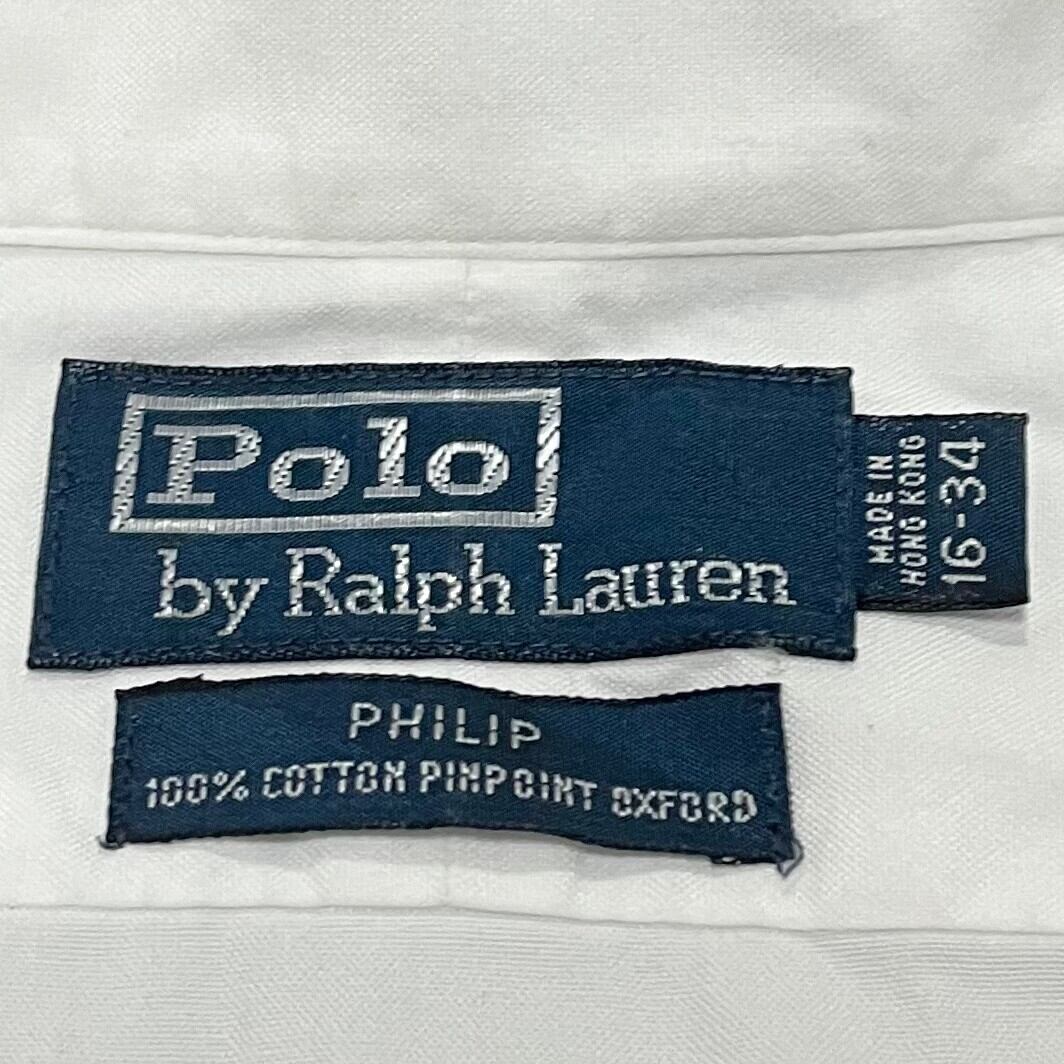 Polo
by Ralph Lauren
MADE IN
HONG KONG
16-34
PHILIP
100% COTTON PINPOINT OXFORD